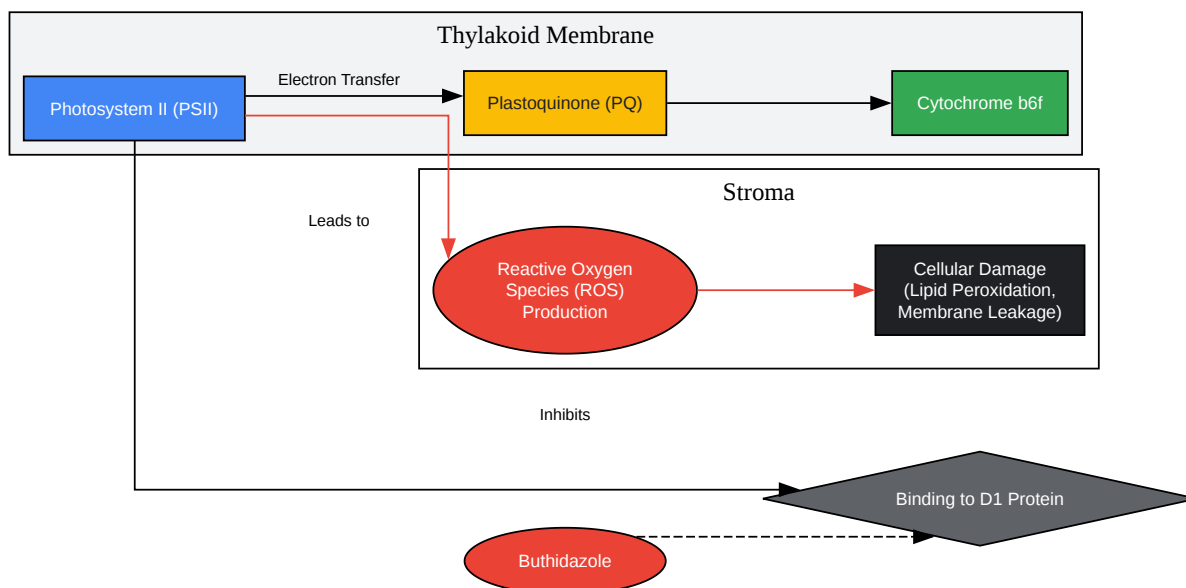 Thylakoid Membrane
Photosystem II (PSII)
Electron Transfer
Plastoquinone (PQ)
Cytochrome b6f
Leads to
Stroma
Reactive Oxygen
Species (ROS)
Production
Cellular Damage
(Lipid Peroxidation,
Membrane Leakage)
Inhibits
Binding to D1 Protein
Buthidazole